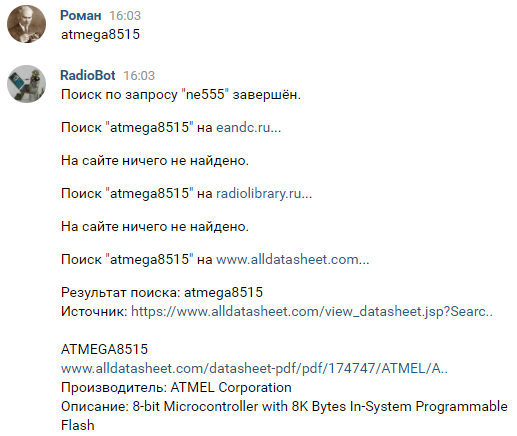 Роман 16:03
atmega8515
RadioBot 16:03
Поиск по запросу "ne555" завершён.
Поиск "atmega8515" на eandc.ru...
На сайте ничего не найдено.
Поиск "atmega8515" на radiolibrary.ru...
На сайте ничего не найдено.
Поиск "atmega8515" на www.alldatasheet.com...
Результат поиска: atmega8515
Источник: https://www.alldatasheet.com/view_datasheet.jsp?Searc..
ATMEGA8515
www.alldatasheet.com/datasheet-pdf/pdf/174747/ATMEL/A..
Производитель: ATMEL Corporation
Описание: 8-bit Microcontroller with 8K Bytes In-System Programmable
Flash